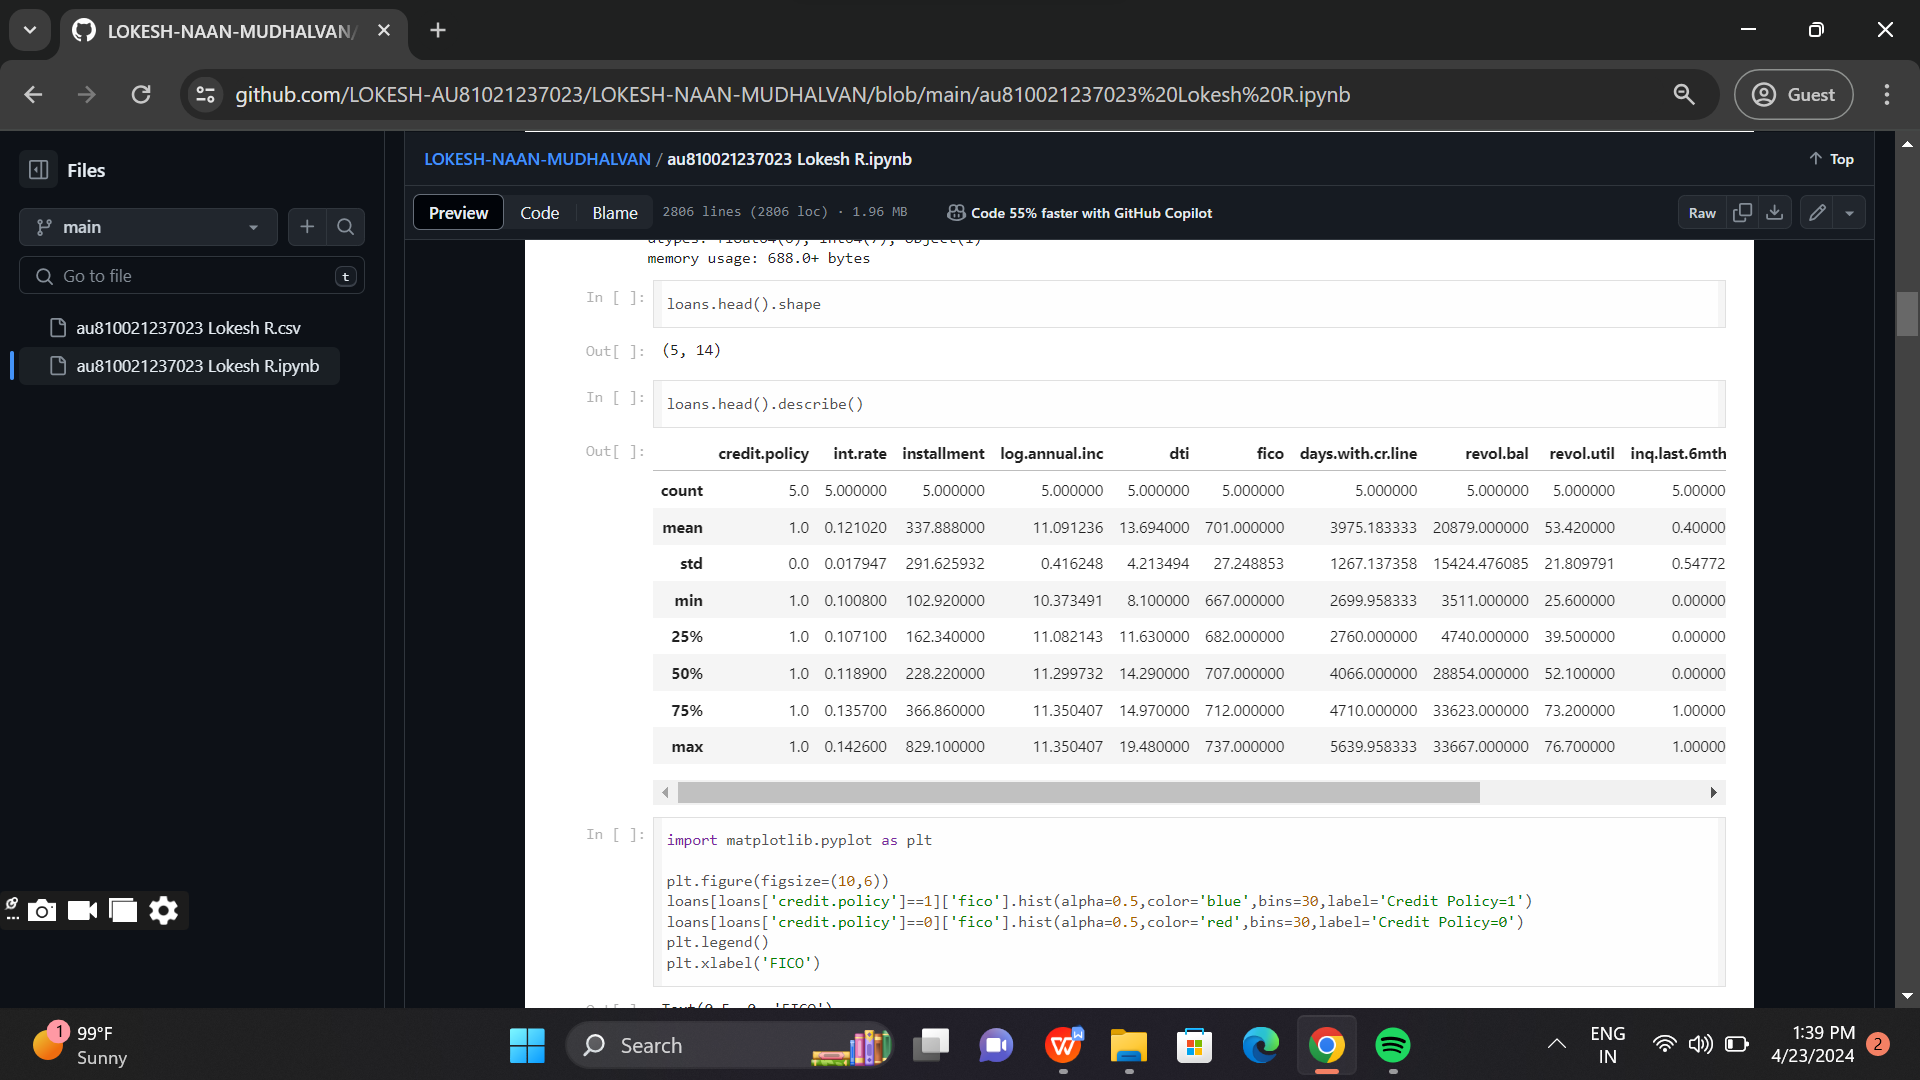 LOKESH-NAAN-MUDHALVAN/
github.com/LOKESH-AU81021237023/LOKESH-NAAN-MUDHALVAN/blob/main/au810021237023%20Lokesh%20R.ipynb
Guest
Files
main
Go to file
t
au810021237023 Lokesh R.csv
au810021237023 Lokesh R.ipynb
LOKESH-NAAN-MUDHALVAN / au810021237023 Lokesh R.ipynb
Top
Preview Code Blame 2806 lines (2806 loc) · 1.96 MB Code 55% faster with GitHub Copilot Raw
dtypes: float64(6), int64(7), object(1)
memory usage: 688.0+ bytes
In [ ]: loans.head().shape
Out[ ]: (5, 14)
In [ ]: loans.head().describe()
Out[ ]: credit.policy int.rate installment log.annual.inc dti fico days.with.cr.line revol.bal revol.util inq.last.6mth
count 5.0 5.000000 5.000000 5.000000 5.000000 5.000000 5.000000 5.000000 5.000000 5.00000
mean 1.0 0.121020 337.888000 11.091236 13.694000 701.000000 3975.183333 20879.000000 53.420000 0.40000
std 0.0 0.017947 291.625932 0.416248 4.213494 27.248853 1267.137358 15424.476085 21.809791 0.54772
min 1.0 0.100800 102.920000 10.373491 8.100000 667.000000 2699.958333 3511.000000 25.600000 0.00000
25% 1.0 0.107100 162.340000 11.082143 11.630000 682.000000 2760.000000 4740.000000 39.500000 0.00000
50% 1.0 0.118900 228.220000 11.299732 14.290000 707.000000 4066.000000 28854.000000 52.100000 0.00000
75% 1.0 0.135700 366.860000 11.350407 14.970000 712.000000 4710.000000 33623.000000 73.200000 1.00000
max 1.0 0.142600 829.100000 11.350407 19.480000 737.000000 5639.958333 33667.000000 76.700000 1.00000
In [ ]: import matplotlib.pyplot as plt
plt.figure(figsize=(10,6))
loans[loans['credit.policy']==1]['fico'].hist(alpha=0.5,color='blue',bins=30,label='Credit Policy=1')
loans[loans['credit.policy']==0]['fico'].hist(alpha=0.5,color='red',bins=30,label='Credit Policy=0')
plt.legend()
plt.xlabel('FICO')
Out[ ]: Text(0.5, 0, 'FICO')
1
99°F
Sunny
Search
W
ENG
IN
1:39 PM
4/23/2024
2